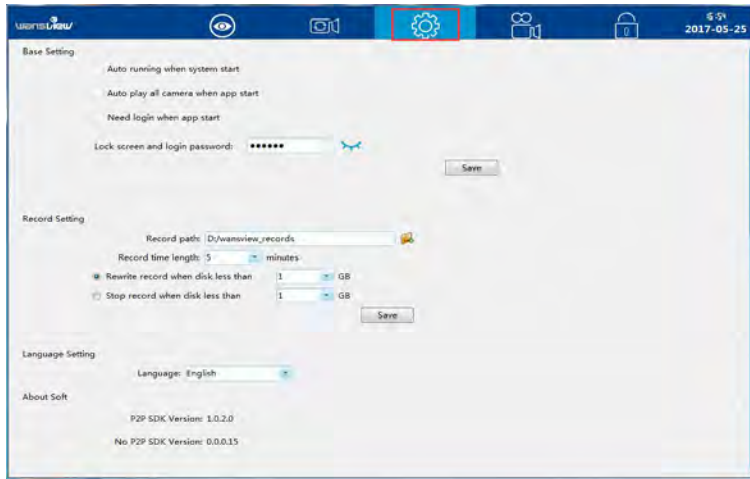 wansview
0
2017-05-25
Base Setting
Auto running when system start
Auto play all camera when app start
Need login when app start
Lock screen and login password: ●●●●●●
Save
Record Setting
Record path: D:/wansview_records
Record time length: 5 minutes
Rewrite record when disk less than 1 GB
Stop record when disk less than 1 GB
Save
Language Setting
Language: English
About Soft
P2P SDK Version: 1.0.2.0
No P2P SDK Version: 0.0.0.15